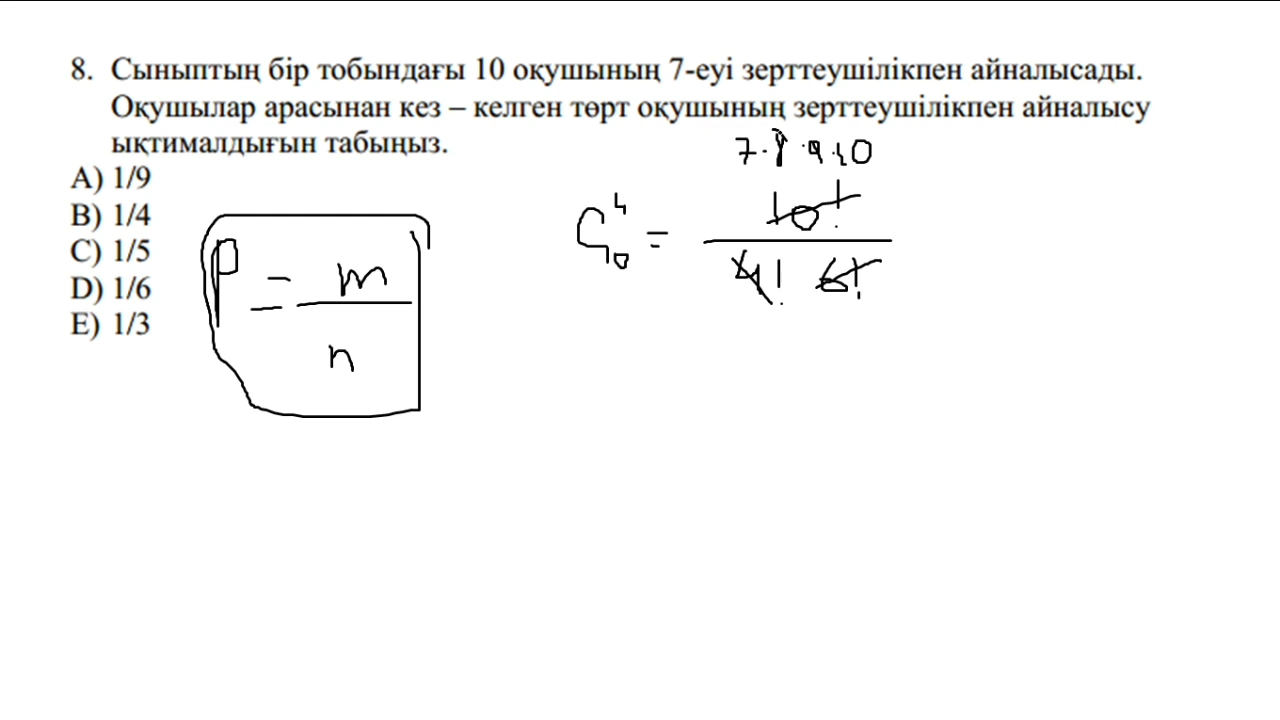 8. Сыныптың бір тобындағы 10 оқушының 7-еуі зерттеушілікпен айналысады.
Оқушылар арасынан кез – келген төрт оқушының зерттеушілікпен айналысу
ықтималдығын табыңыз.
A) 1/9
B) 1/4
C) 1/5
D) 1/6
E) 1/3
P = m / n
7·8·9·10
C₁₀⁴ = 10! / 4! 6!